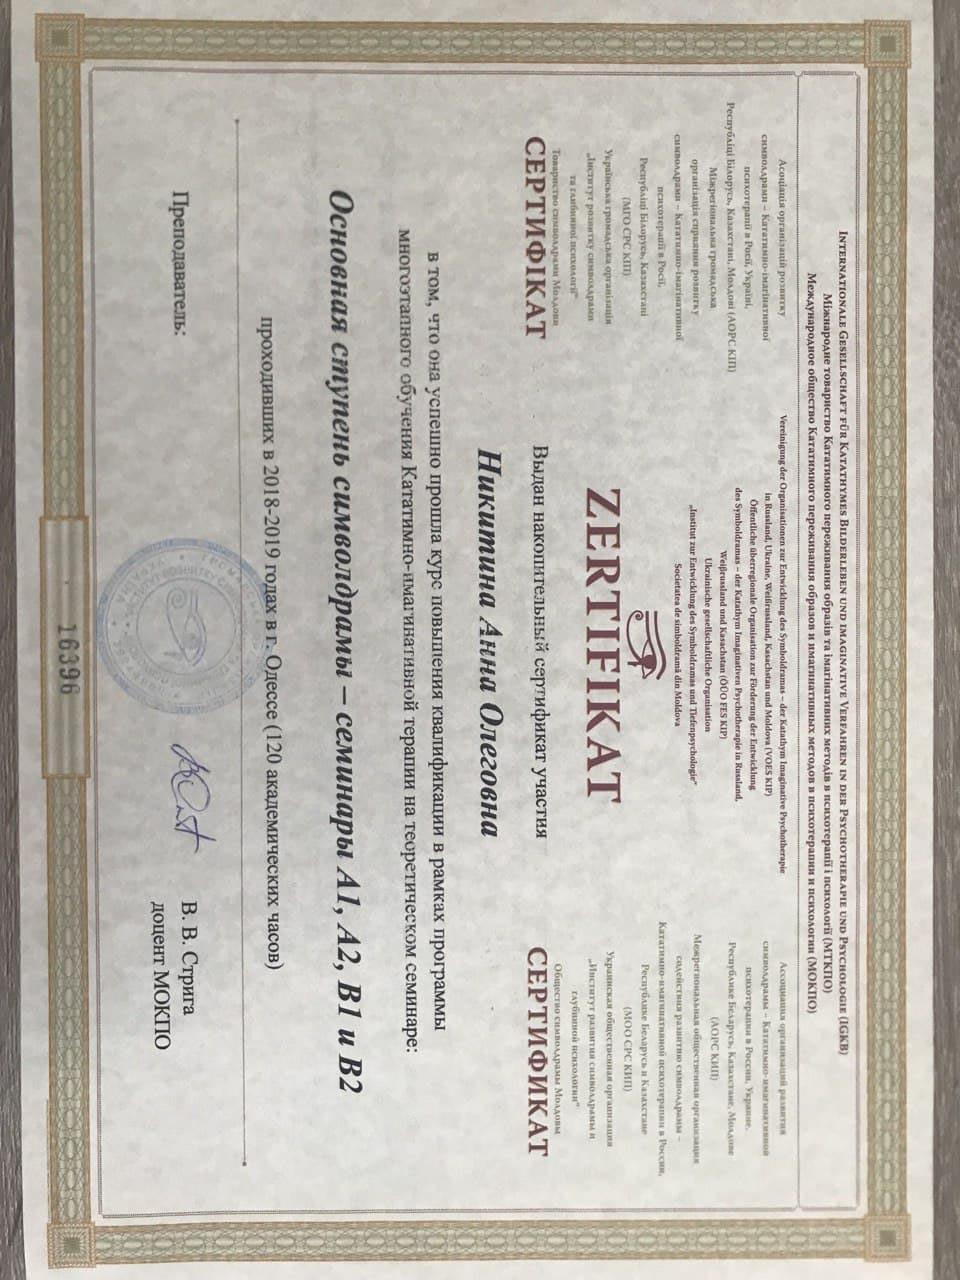 Internationale Gesellschaft für Katathymes Bilderleben und imaginative Verfahren in der Psychotherapie und Psychologie (IGKB)
Міжнародне товариство Кататимного переживання образів та імагінативних методів в психотерапії і психології (МТКПО)
Международное общество Кататимного переживания образов и имагинативных методов в психотерапии и психологии (МОКПО)
Асоціація організацій розвитку
символдрами – Кататимно-імагінативної
психотерапії в Росії, Україні,
Республіці Білорусь, Казахстані, Молдові (АОРС КІП)
Міжрегіональна громадська
організація сприяння розвитку
символдрами – Кататимно-імагінативної
психотерапії в Росії,
Республіці Білорусь, Казахстані
(МГО СРС КІП)
Українська громадська організація
„Інститут розвитку символдрами
та глибинної психології"
Товариство символдрами Молдови
СЕРТИФІКАТ
Vereinigung der Organisationen zur Entwicklung des Symboldramas – der Katathym Imaginative Psychotherapie
in Russland, Ukraine, Weißrussland, Kasachstan und Moldova (VOES KIP)
Öffentliche überregionale Organisation zur Förderung der Entwicklung
des Symboldramas – der Katathym Imaginativen Psychotherapie in Russland,
Weißrussland und Kasachstan (ÖÜO FES KIP)
Ukrainische gesellschaftliche Organisation
„Institut zur Entwicklung des Symboldramas und Tiefenpsychologie"
Societatea de simboldramă din Moldova
ZERTIFIKAT
Ассоциация организаций развития
символдрамы – Кататимно-имагинативной
психотерапии в России, Украине,
Республике Беларусь, Казахстане, Молдове
(АОРС КИП)
Межрегиональная общественная организация
содействия развитию символдрамы –
Кататимно-имагинативной психотерапии в России,
Республике Беларусь и Казахстане
(МОО СРС КИП)
Украинская общественная организация
„Институт развития символдрамы и
глубинной психологии"
Общество символдрамы Молдовы
СЕРТИФИКАТ
Выдан накопительный сертификат участия
Никитина Анна Олеговна
в том, что она успешно прошла курс повышения квалификации в рамках программы
многоэтапного обучения Кататимно-имагинативной терапии на теоретическом семинаре:
Основная ступень символдрамы – семинары А1, А2, В1 и В2
проходивших в 2018-2019 годах в г. Одессе (120 академических часов)
Преподаватель:
В. В. Стрига
доцент МОКПО
16396